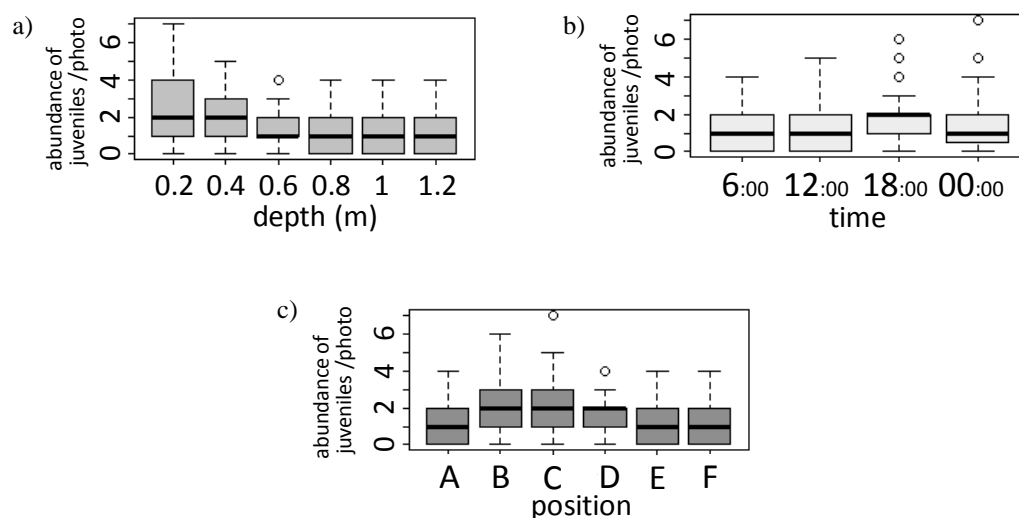 a)
abundance of
juveniles /photo
0 2 4 6
0.2 0.4 0.6 0.8 1 1.2
depth (m)
b)
abundance of
juveniles /photo
0 2 4 6
6:00 12:00 18:00 00:00
time
c)
abundance of
juveniles /photo
0 2 4 6
A B C D E F
position